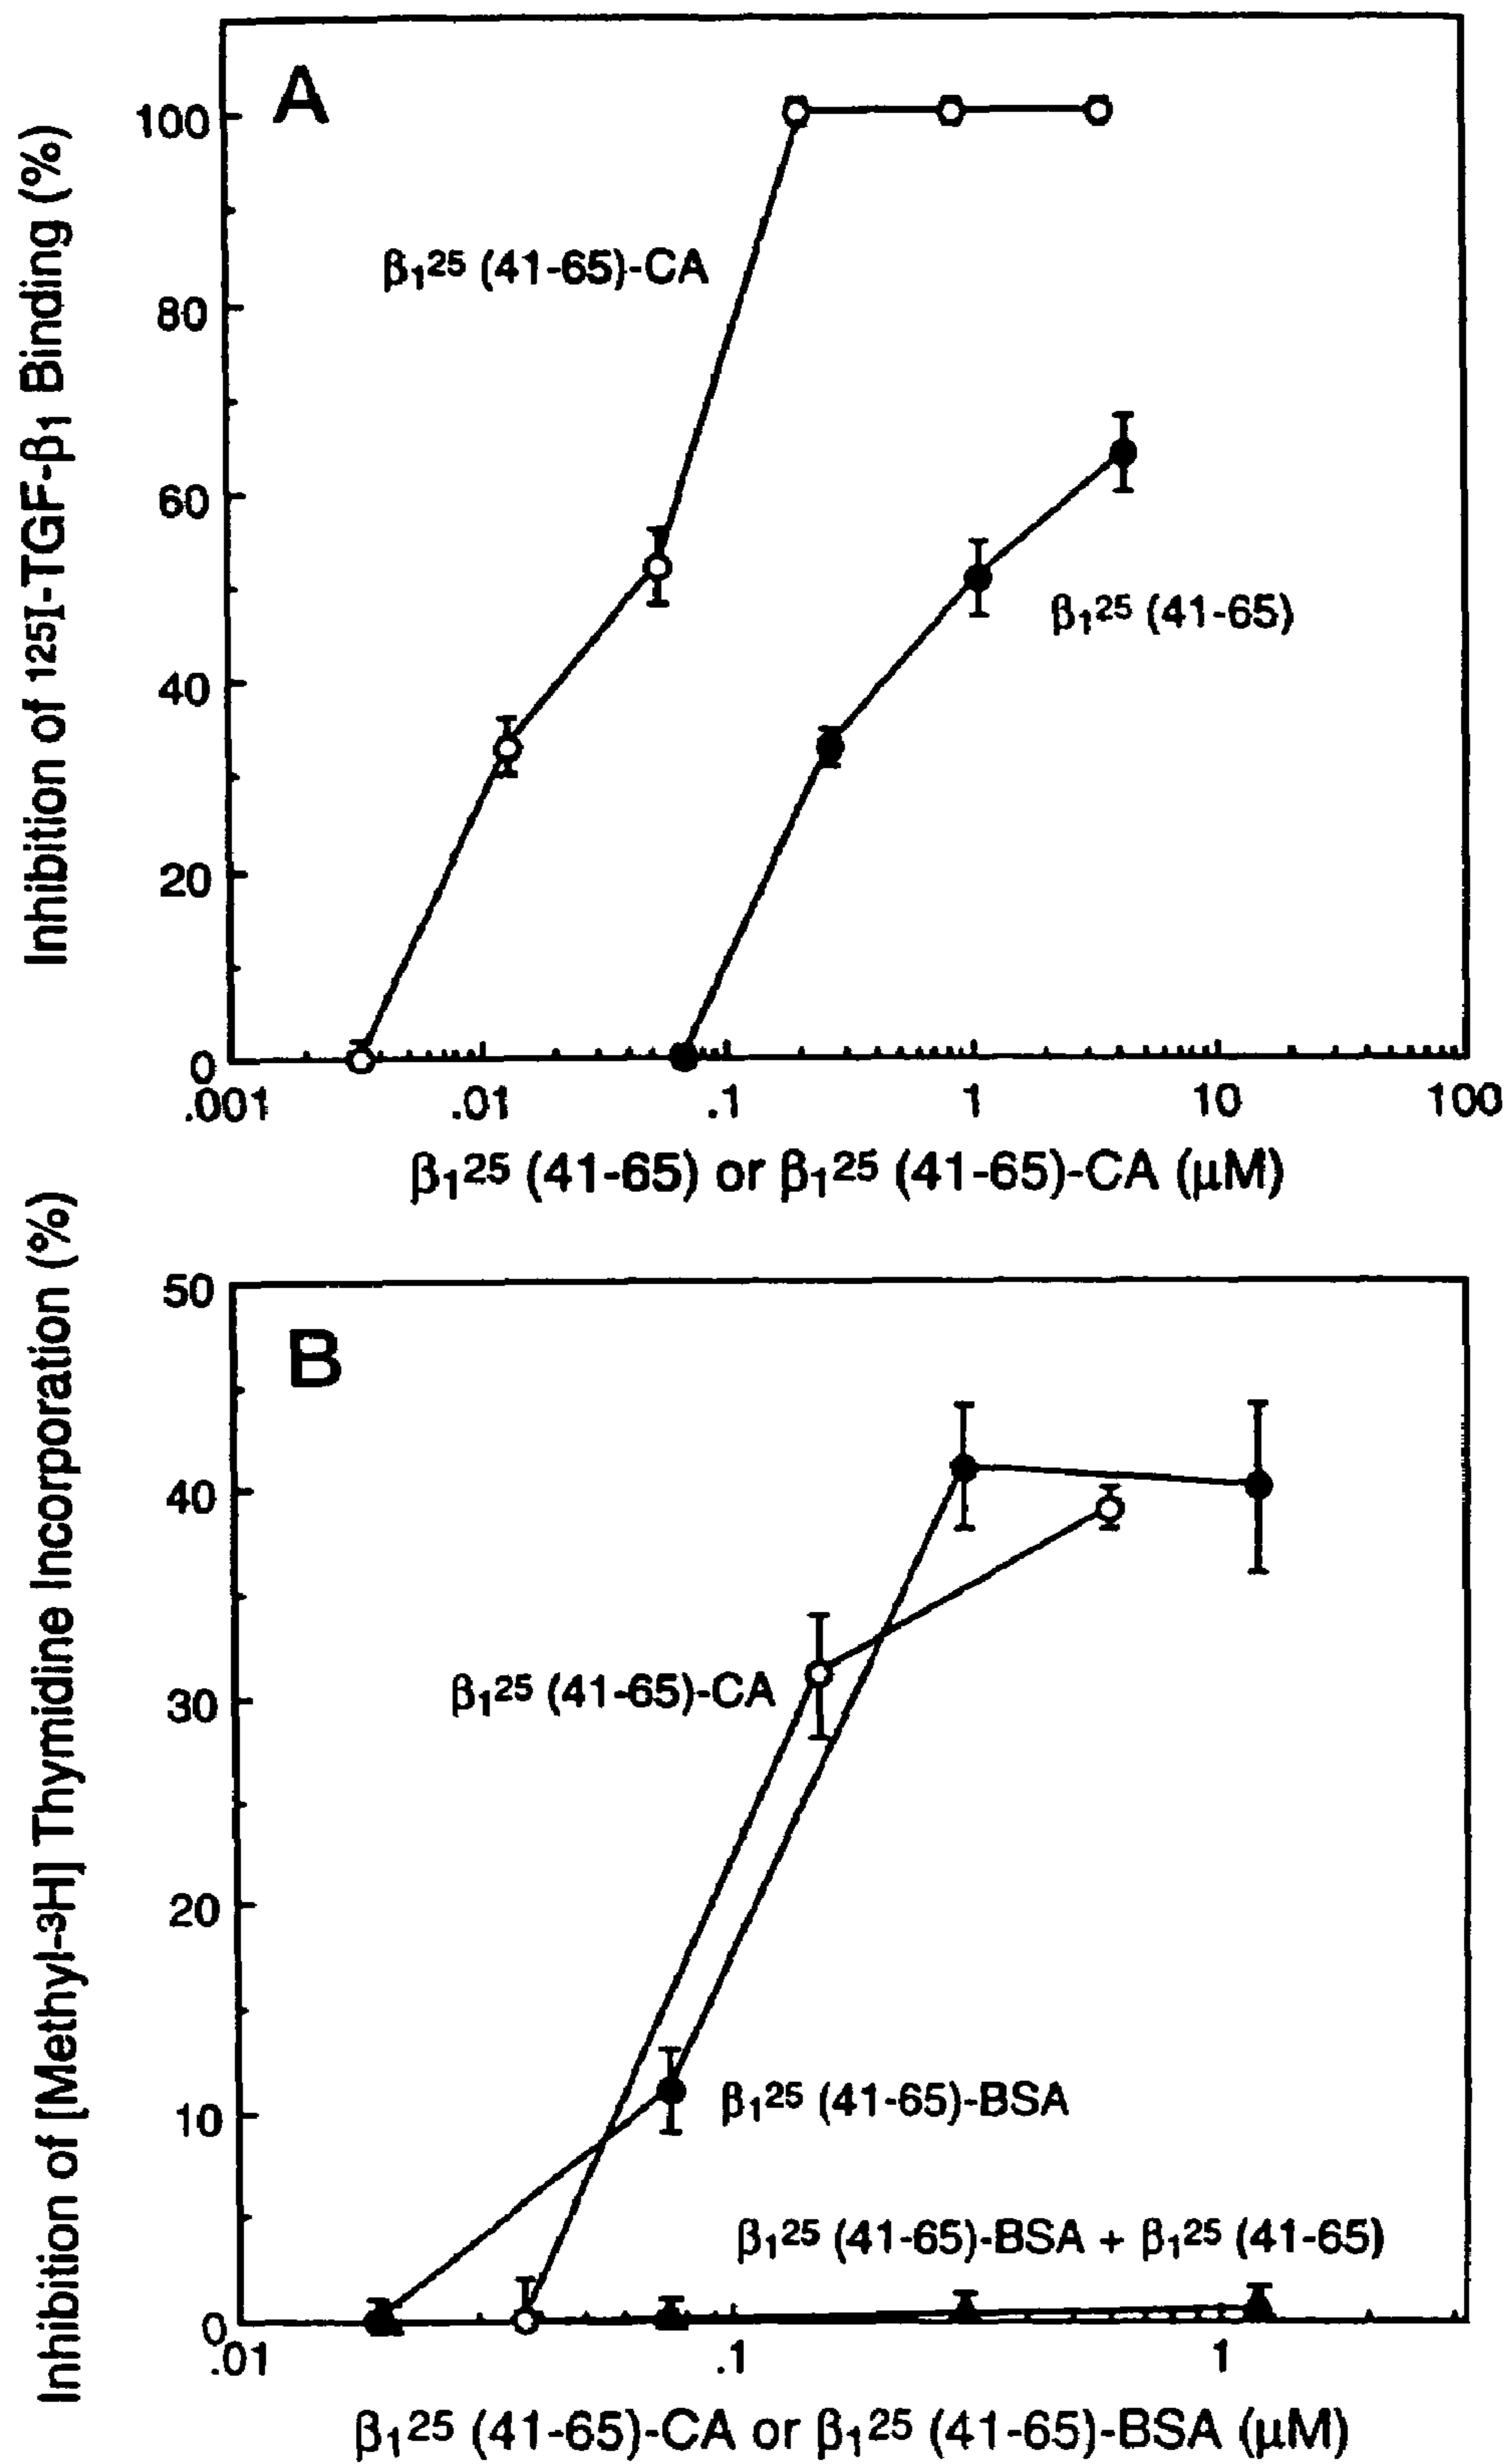 A
Inhibition of ¹²⁵I-TGF-β₁ Binding (%)
100
80
60
40
20
0
β₁²⁵ (41-65)-CA
β₁²⁵ (41-65)
.001 .01 .1 1 10 100
β₁²⁵ (41-65) or β₁²⁵ (41-65)-CA (μM)
B
Inhibition of [Methyl-³H] Thymidine Incorporation (%)
50
40
30
20
10
0
β₁²⁵ (41-65)-CA
β₁²⁵ (41-65)-BSA
β₁²⁵ (41-65)-BSA + β₁²⁵ (41-65)
.01 .1 1
β₁²⁵ (41-65)-CA or β₁²⁵ (41-65)-BSA (μM)